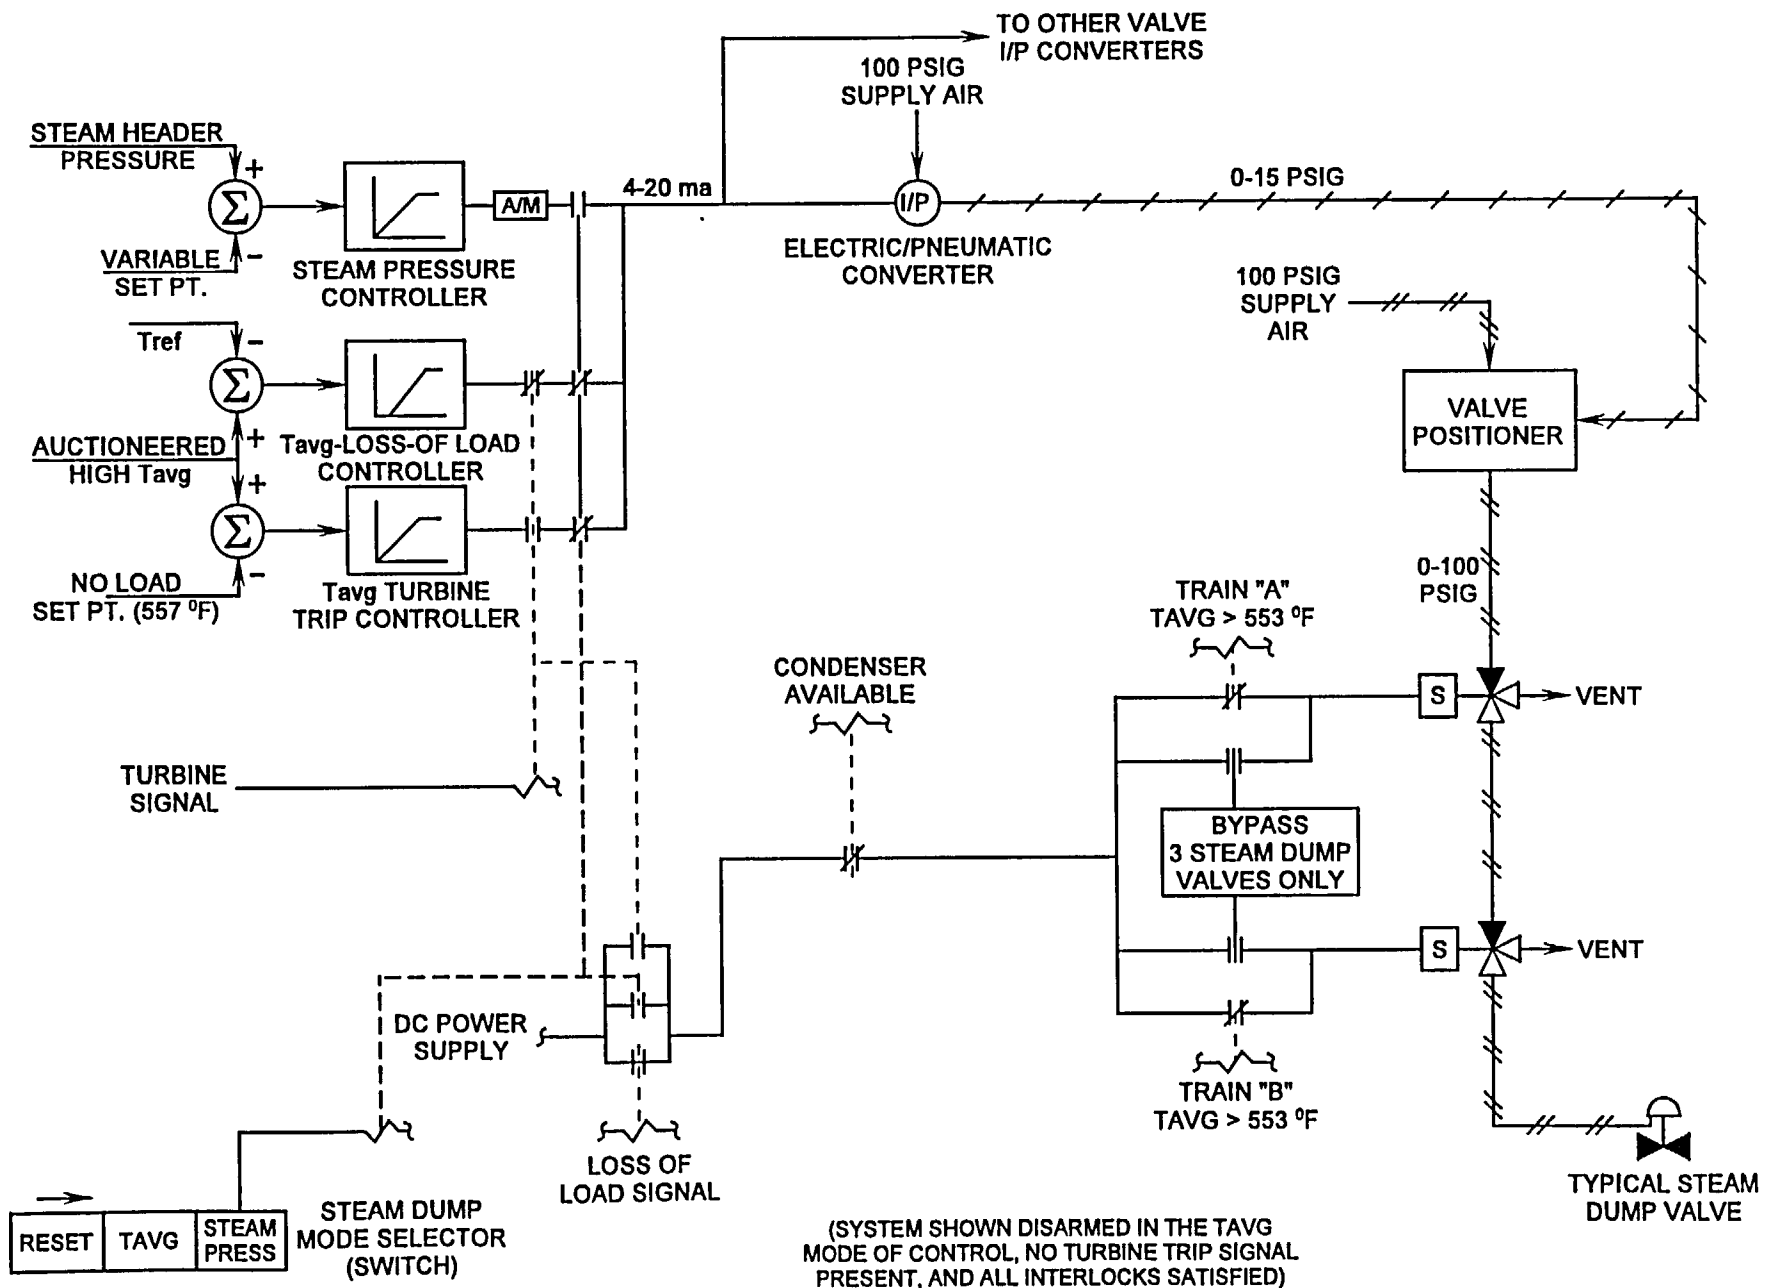 TO OTHER VALVE
I/P CONVERTERS
100 PSIG
SUPPLY AIR
STEAM HEADER
PRESSURE
+
Σ
-
VARIABLE
SET PT.
STEAM PRESSURE
CONTROLLER
A/M
4-20 ma
I/P
ELECTRIC/PNEUMATIC
CONVERTER
0-15 PSIG
100 PSIG
SUPPLY
AIR
VALVE
POSITIONER
Tref
-
Σ
+
AUCTIONEERED
HIGH Tavg
Tavg-LOSS-OF LOAD
CONTROLLER
+
Σ
-
NO LOAD
SET PT. (557 ⁰F)
Tavg TURBINE
TRIP CONTROLLER
0-100
PSIG
TRAIN "A"
TAVG > 553 ⁰F
CONDENSER
AVAILABLE
S
VENT
TURBINE
SIGNAL
BYPASS
3 STEAM DUMP
VALVES ONLY
S
VENT
DC POWER
SUPPLY
TRAIN "B"
TAVG > 553 ⁰F
LOSS OF
LOAD SIGNAL
TYPICAL STEAM
DUMP VALVE
RESET
TAVG
STEAM
PRESS
STEAM DUMP
MODE SELECTOR
(SWITCH)
(SYSTEM SHOWN DISARMED IN THE TAVG
MODE OF CONTROL, NO TURBINE TRIP SIGNAL
PRESENT, AND ALL INTERLOCKS SATISFIED)